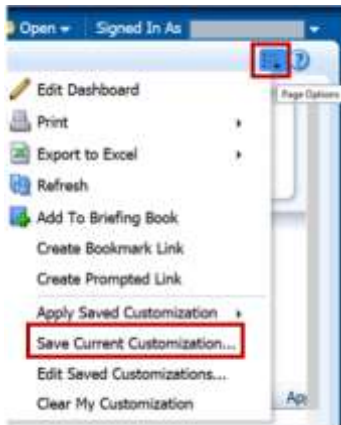 Open Signed In As
Page Options
Edit Dashboard
Print
Export to Excel
Refresh
Add To Briefing Book
Create Bookmark Link
Create Prompted Link
Apply Saved Customization
Save Current Customization...
Edit Saved Customizations...
Clear My Customization